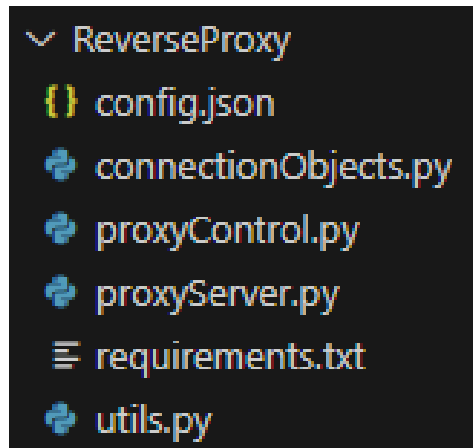 ReverseProxy
{} config.json
connectionObjects.py
proxyControl.py
proxyServer.py
requirements.txt
utils.py